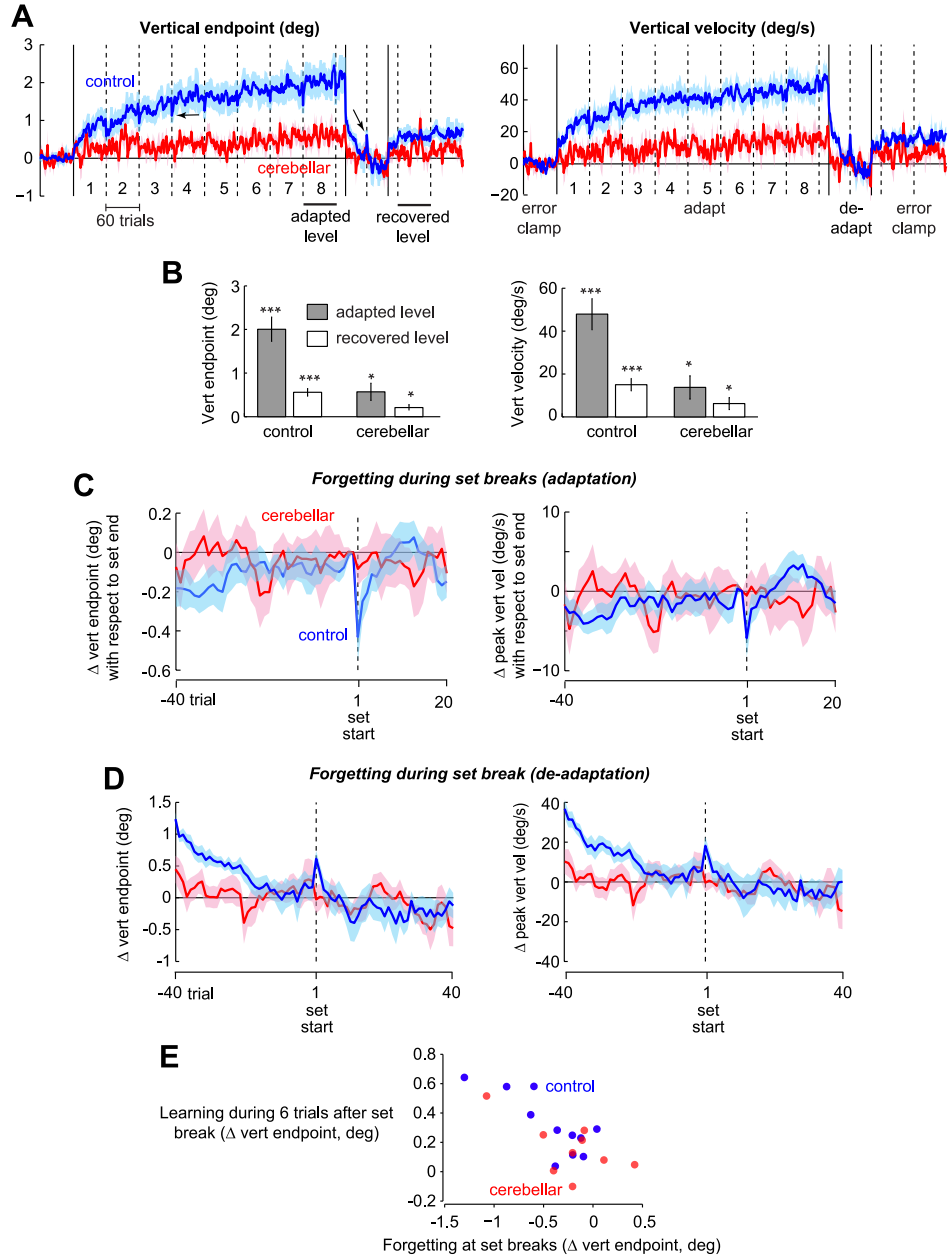 A
Vertical endpoint (deg)
Vertical velocity (deg/s)
3
2
1
0
−1
control
cerebellar
1 2 3 4 5 6 7 8
60 trials
adapted
level
recovered
level
60
40
20
0
−20
1 2 3 4 5 6 7 8
error
clamp
adapt
de-
adapt
error
clamp
B
Vert endpoint (deg)
3
2
1
0
***
***
*
*
adapted level
recovered level
control
cerebellar
Vert velocity (deg/s)
60
40
20
0
***
***
*
*
control
cerebellar
C
Forgetting during set breaks (adaptation)
Δ vert endpoint (deg)
with respect to set end
0.2
0
-0.2
-0.4
-0.6
cerebellar
control
-40 trial
1
set
start
20
Δ peak vert vel (deg/s)
with respect to set end
10
0
−10
-40
1
set
start
20
D
Forgetting during set break (de-adaptation)
Δ vert endpoint (deg)
1.5
1
0.5
0
-0.5
-1
-40 trial
1
set
start
40
Δ peak vert vel (deg/s)
40
20
0
−20
−40
-40
1
set
start
40
E
Learning during 6 trials after set
break (Δ vert endpoint, deg)
0.8
0.6
0.4
0.2
0
-0.2
control
cerebellar
-1.5 −1 -0.5 0 0.5
Forgetting at set breaks (Δ vert endpoint, deg)